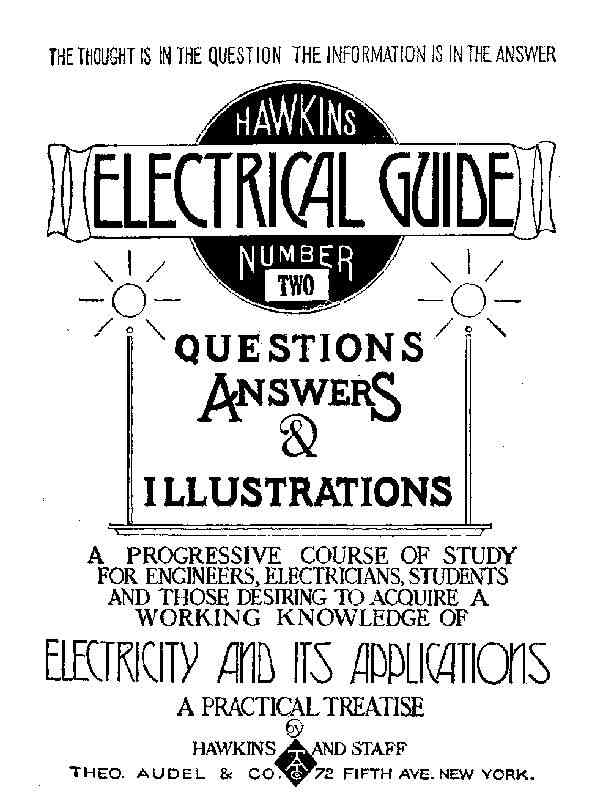 THE THOUGHT IS IN THE QUESTION THE INFORMATION IS IN THE ANSWER
HAWKINS
ELECTRICAL GUIDE
NUMBER
TWO
QUESTIONS
ANSWERS
&
ILLUSTRATIONS
A PROGRESSIVE COURSE OF STUDY
FOR ENGINEERS, ELECTRICIANS, STUDENTS
AND THOSE DESIRING TO ACQUIRE A
WORKING KNOWLEDGE OF
ELECTRICITY AND ITS APPLICATIONS
A PRACTICAL TREATISE
by
HAWKINS AND STAFF
THEO. AUDEL & CO. 72 FIFTH AVE. NEW YORK.